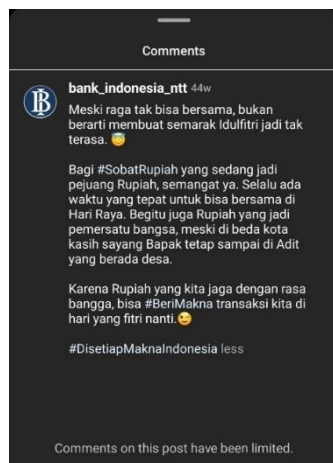 Comments
bank_indonesia_ntt 44w
Meski raga tak bisa bersama, bukan
berarti membuat semarak Idulfitri jadi tak
terasa. 😇
Bagi #SobatRupiah yang sedang jadi
pejuang Rupiah, semangat ya. Selalu ada
waktu yang tepat untuk bisa bersama di
Hari Raya. Begitu juga Rupiah yang jadi
pemersatu bangsa, meski di beda kota
kasih sayang Bapak tetap sampai di Adit
yang berada desa.
Karena Rupiah yang kita jaga dengan rasa
bangga, bisa #BeriMakna transaksi kita di
hari yang fitri nanti.😉
#DisetiapMaknaIndonesia less
Comments on this post have been limited.